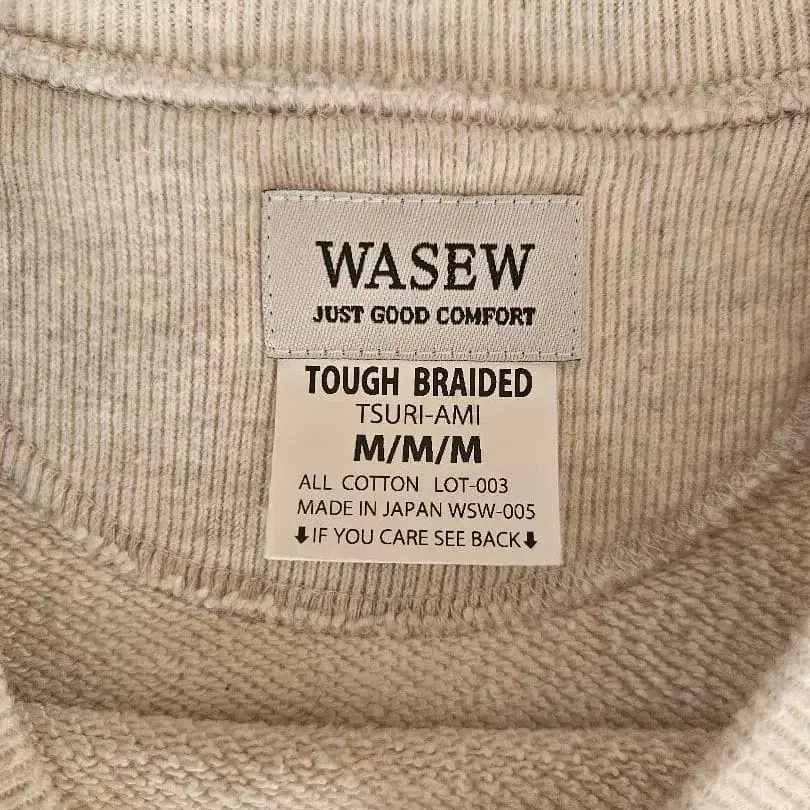 WASEW
JUST GOOD COMFORT
TOUGH BRAIDED
TSURI-AMI
M/M/M
ALL COTTON LOT-003
MADE IN JAPAN WSW-005
⬇IF YOU CARE SEE BACK⬇